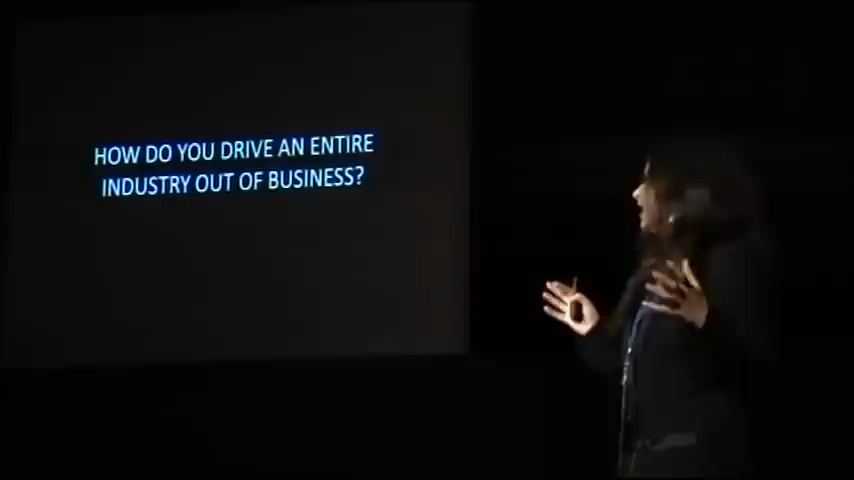 HOW DO YOU DRIVE AN ENTIRE
INDUSTRY OUT OF BUSINESS?